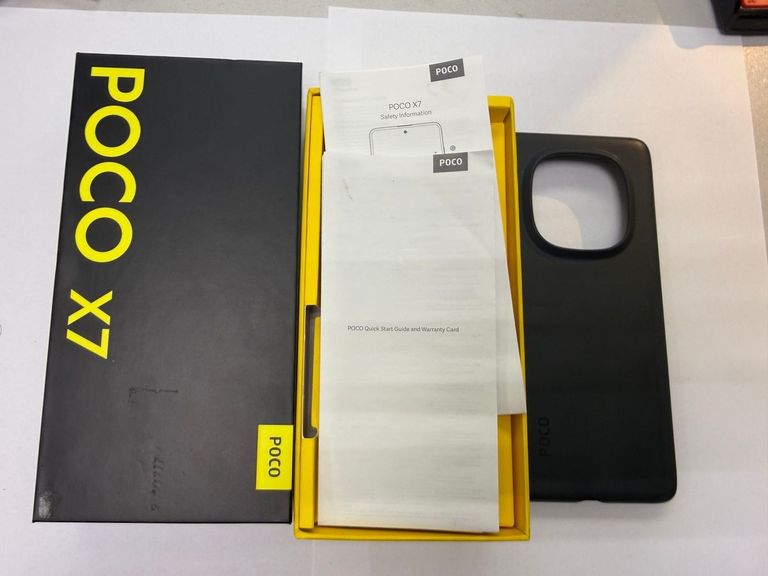 POCO X7
POCO
POCO
POCO X7
Safety Information
POCO
POCO Quick Start Guide and Warranty Card
POCO